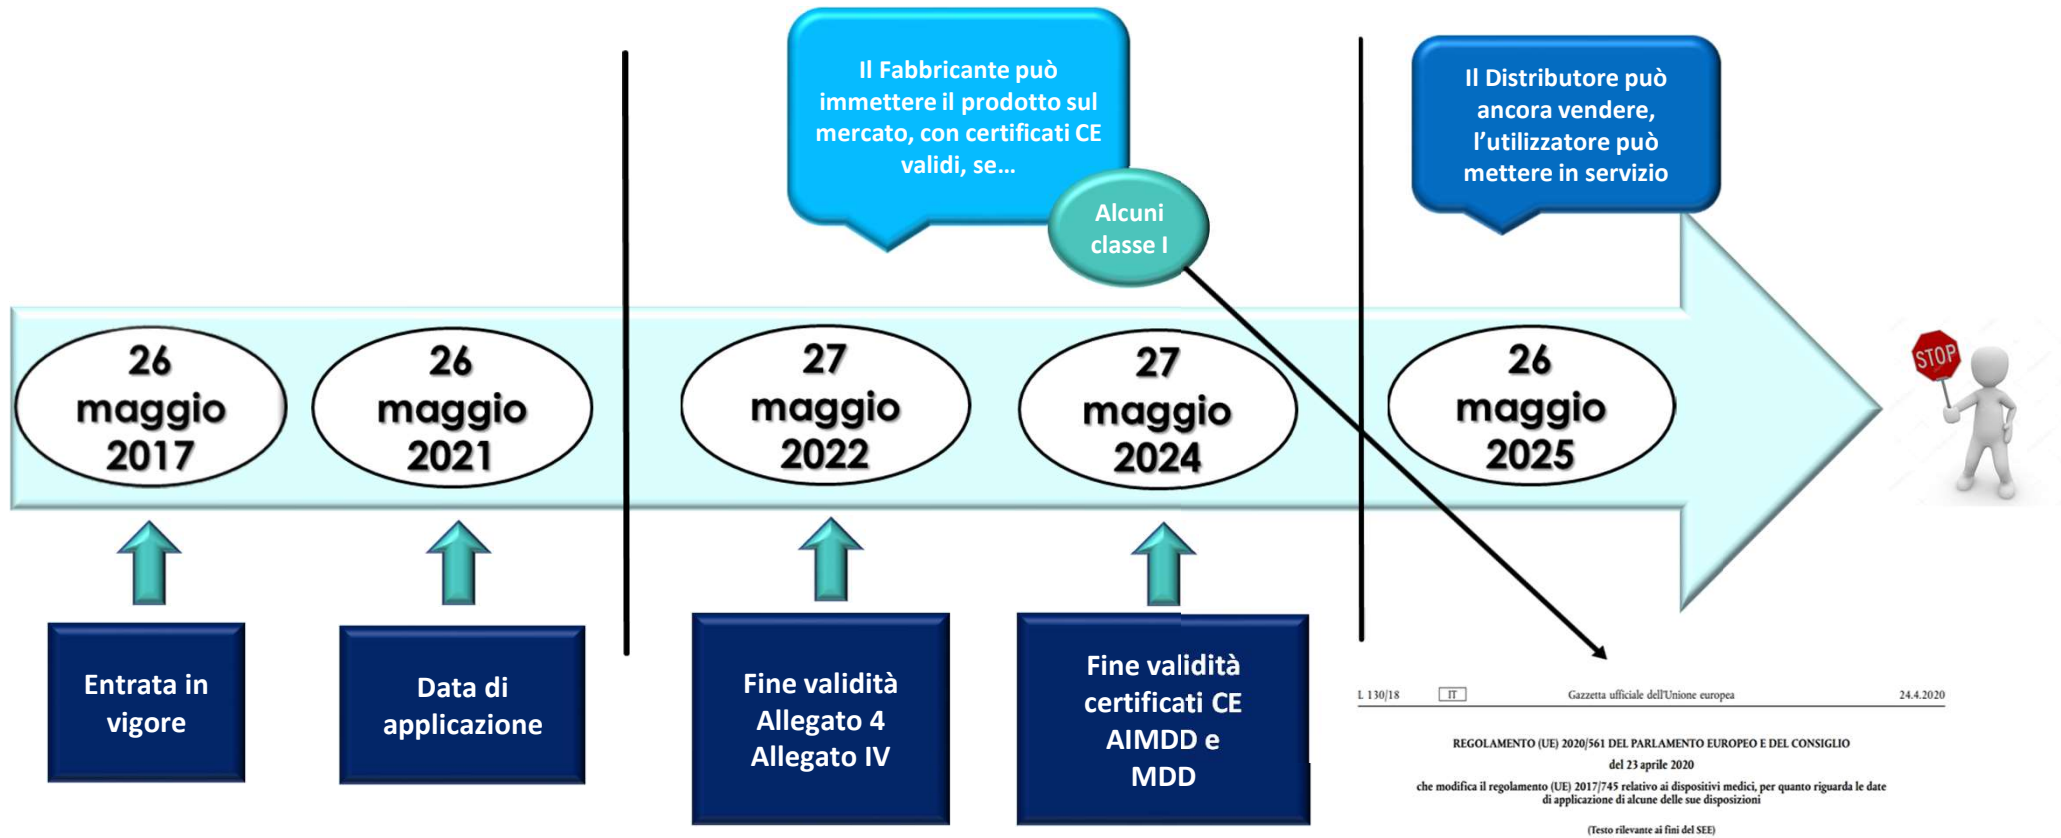 Il Fabbricante può
immettere il prodotto sul
mercato, con certificati CE
validi, se...
Alcuni
classe I
Il Distributore può
ancora vendere,
l'utilizzatore può
mettere in servizio
26
maggio
2017
26
maggio
2021
27
maggio
2022
27
maggio
2024
26
maggio
2025
STOP
Entrata in
vigore
Data di
applicazione
Fine validità
Allegato 4
Allegato IV
Fine validità
certificati CE
AIMDD e
MDD
L 130/18 IT Gazzetta ufficiale dell'Unione europea 24.4.2020
REGOLAMENTO (UE) 2020/561 DEL PARLAMENTO EUROPEO E DEL CONSIGLIO
del 23 aprile 2020
che modifica il regolamento (UE) 2017/745 relativo ai dispositivi medici, per quanto riguarda le date
di applicazione di alcune delle sue disposizioni
(Testo rilevante ai fini del SEE)